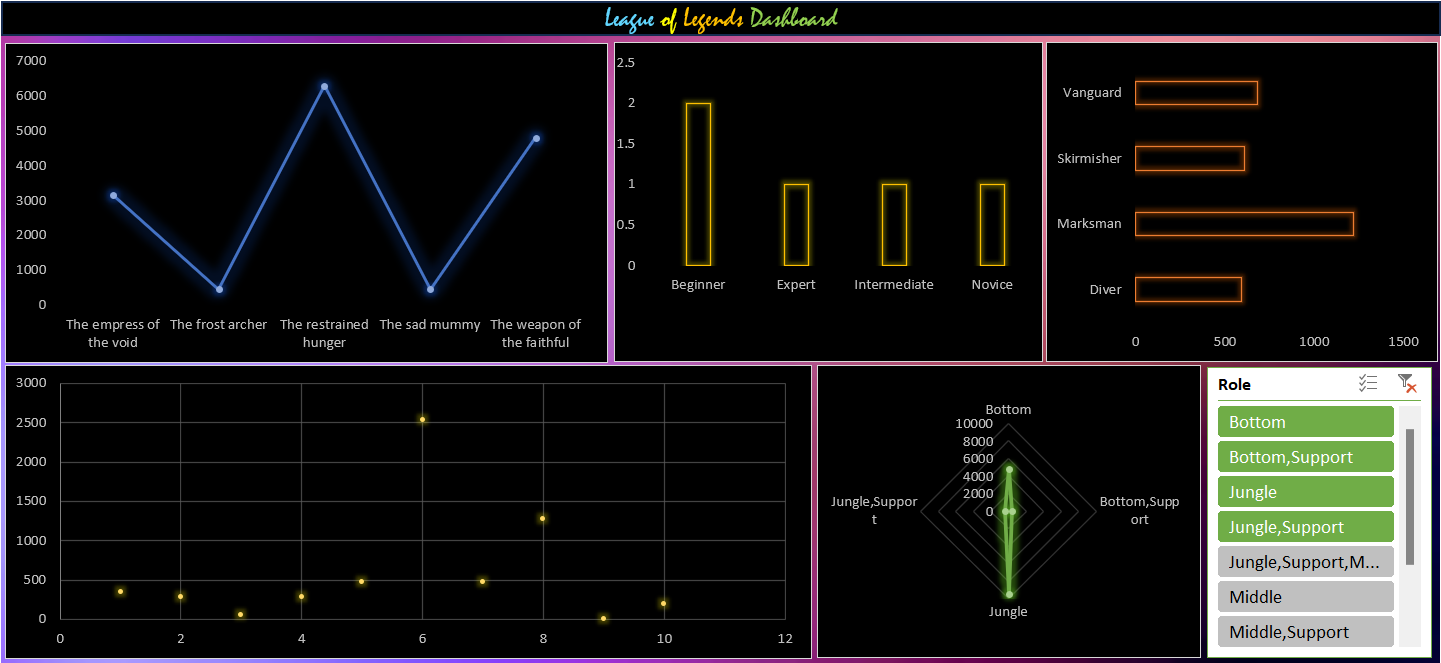 League of Legends Dashboard
7000
6000
5000
4000
3000
2000
1000
0
The empress of
the void
The frost archer
The restrained
hunger
The sad mummy
The weapon of
the faithful
2.5
2
1.5
1
0.5
0
Beginner
Expert
Intermediate
Novice
Vanguard
Skirmisher
Marksman
Diver
0
500
1000
1500
3000
2500
2000
1500
1000
500
0
0
2
4
6
8
10
12
Bottom
10000
8000
6000
4000
2000
0
Jungle,Suppor
t
Bottom,Supp
ort
Jungle
Role
Bottom
Bottom,Support
Jungle
Jungle,Support
Jungle,Support,M...
Middle
Middle,Support